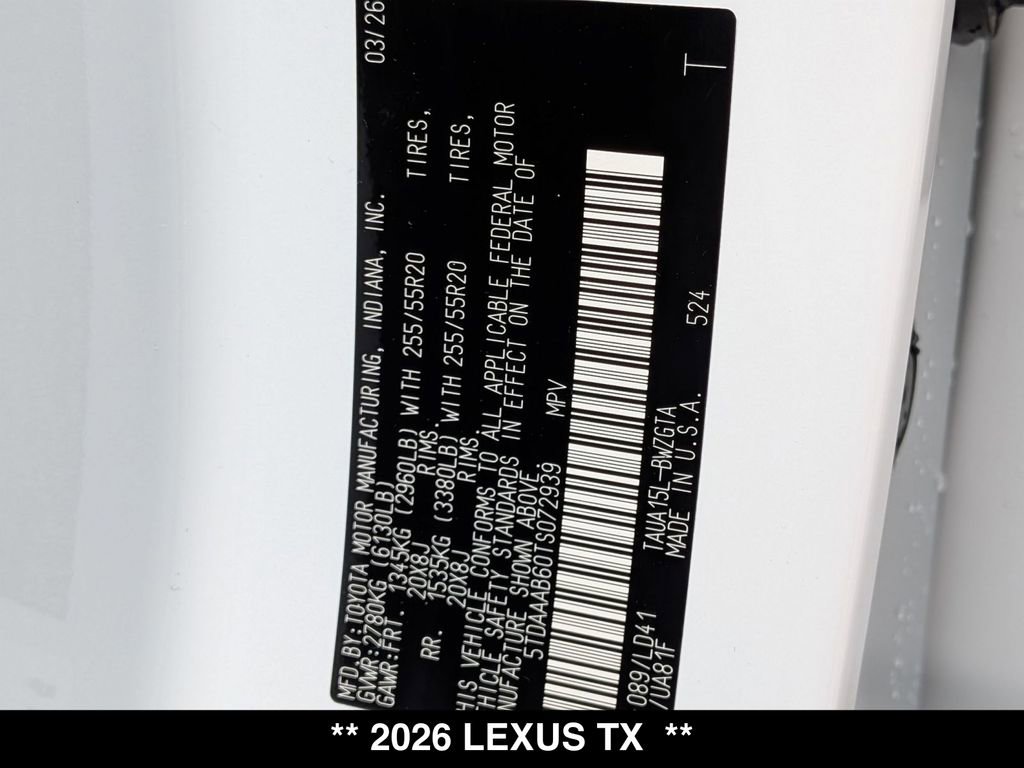 MFD.BY:TOYOTA MOTOR MANUFACTURING, INDIANA, INC. 03/26
GVWR:2780KG (6130LB)
GAWR:FRT. 1345KG (2960LB) WITH 255/55R20 TIRES,
20X8J RIMS.
RR. 1535KG (3380LB) WITH 255/55R20 TIRES,
20X8J RIMS.
HIS VEHICLE CONFORMS TO ALL APPLICABLE FEDERAL MOTOR
EHICLE SAFETY STANDARDS IN EFFECT ON THE DATE OF
NUFACTURE SHOWN ABOVE.
5TDAAAB60TS072939 MPV
089/LD41 TAUA15L-BWZGTA 524 T
/UA81F MADE IN U.S.A.
** 2026 LEXUS TX **